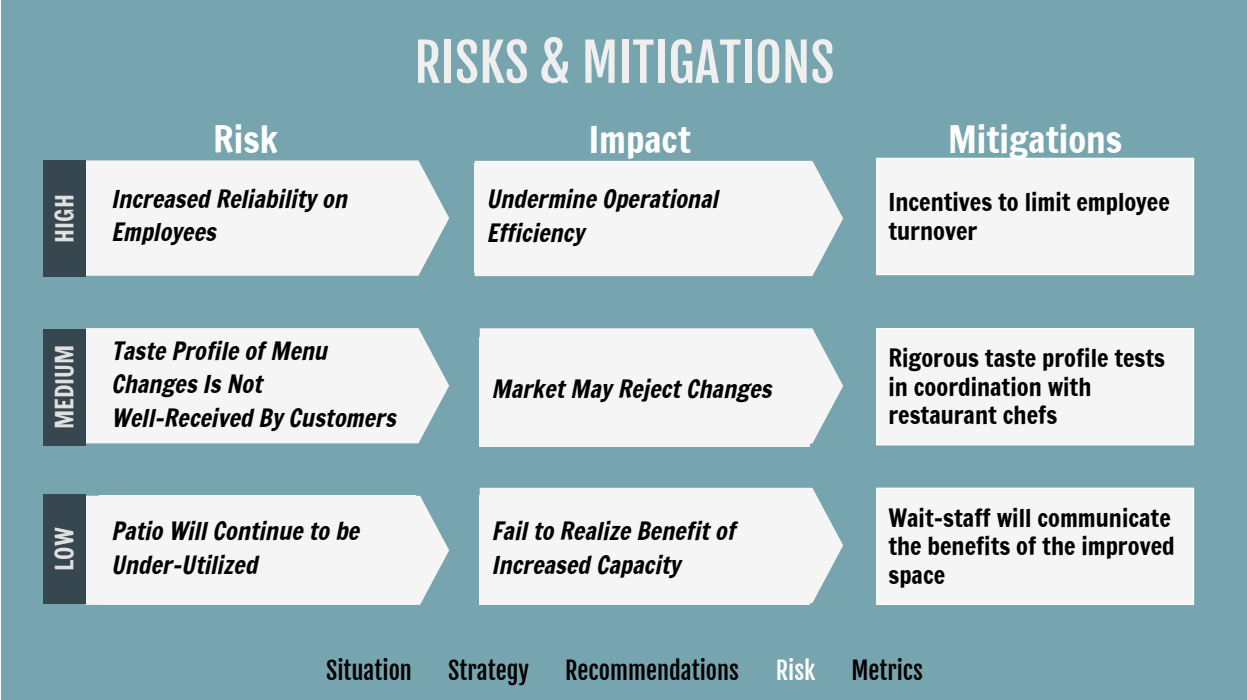 RISKS & MITIGATIONS
Risk
Impact
Mitigations
HIGH
Increased Reliability on
Employees
Undermine Operational
Efficiency
Incentives to limit employee
turnover
MEDIUM
Taste Profile of Menu
Changes Is Not
Well-Received By Customers
Market May Reject Changes
Rigorous taste profile tests
in coordination with
restaurant chefs
LOW
Patio Will Continue to be
Under-Utilized
Fail to Realize Benefit of
Increased Capacity
Wait-staff will communicate
the benefits of the improved
space
Situation Strategy Recommendations Risk Metrics